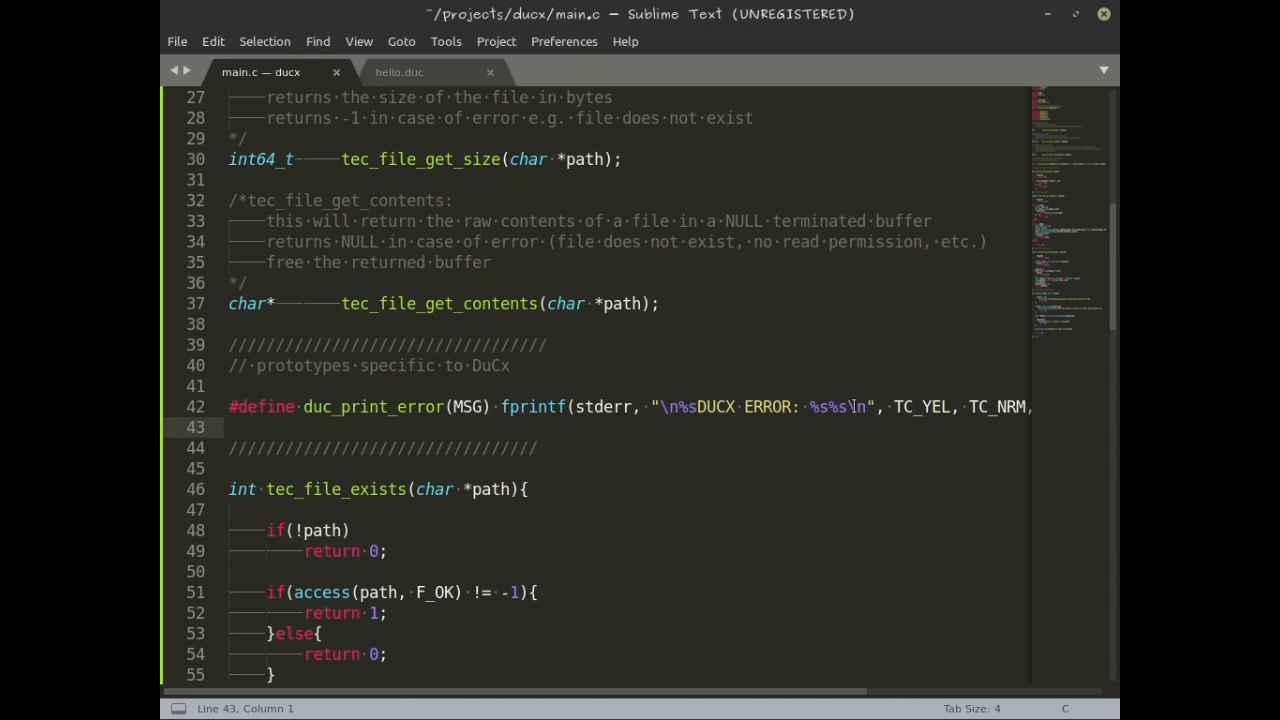 ~/projects/ducx/main.c — Sublime Text (UNREGISTERED)
File Edit Selection Find View Goto Tools Project Preferences Help
main.c — ducx hello.duc
27 returns the size of the file in bytes
28 returns -1 in case of error e.g. file does not exist
29 */
30 int64_t tec_file_get_size(char *path);
31
32 /*tec_file_get_contents:
33 this will return the raw contents of a file in a NULL terminated buffer
34 returns NULL in case of error (file does not exist, no read permission, etc.)
35 free the returned buffer
36 */
37 char* tec_file_get_contents(char *path);
38
39 //////////////////////////////////
40 // prototypes specific to DuCx
41
42 #define duc_print_error(MSG) fprintf(stderr, "\n%sDUCX ERROR: %s%s\n", TC_YEL, TC_NRM,
43
44 /////////////////////////////////
45
46 int tec_file_exists(char *path){
47
48 if(!path)
49 return 0;
50
51 if(access(path, F_OK) != -1){
52 return 1;
53 }else{
54 return 0;
55 }
Line 43, Column 1 Tab Size: 4 C